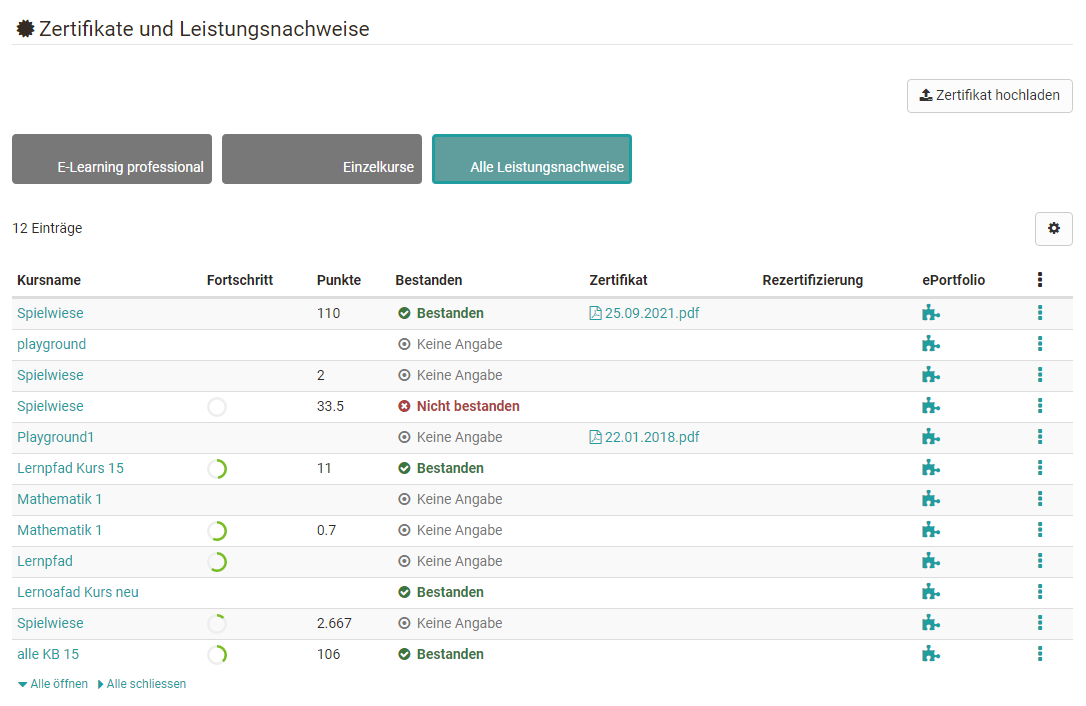 Zertifikate und Leistungsnachweise
Zertifikat hochladen
E-Learning professional Einzelkurse Alle Leistungsnachweise
12 Einträge
Kursname Fortschritt Punkte Bestanden Zertifikat Rezertifizierung ePortfolio
Spielwiese 110 Bestanden 25.09.2021.pdf
playground Keine Angabe
Spielwiese 2 Keine Angabe
Spielwiese 33.5 Nicht bestanden
Playground1 Keine Angabe 22.01.2018.pdf
Lernpfad Kurs 15 11 Bestanden
Mathematik 1 Keine Angabe
Mathematik 1 0.7 Keine Angabe
Lernpfad Keine Angabe
Lernoafad Kurs neu Bestanden
Spielwiese 2.667 Keine Angabe
alle KB 15 106 Bestanden
Alle öffnen Alle schliessen